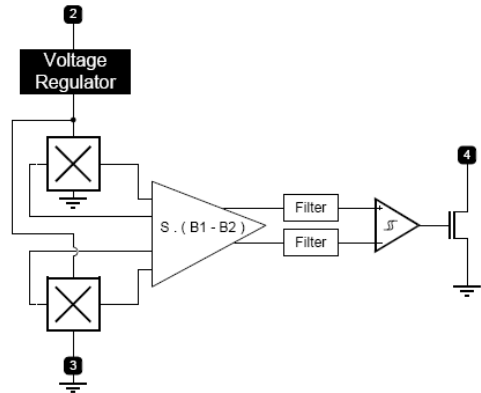 2
Voltage
Regulator
4
Filter
+
S . ( B1 - B2 )
Filter
−
3